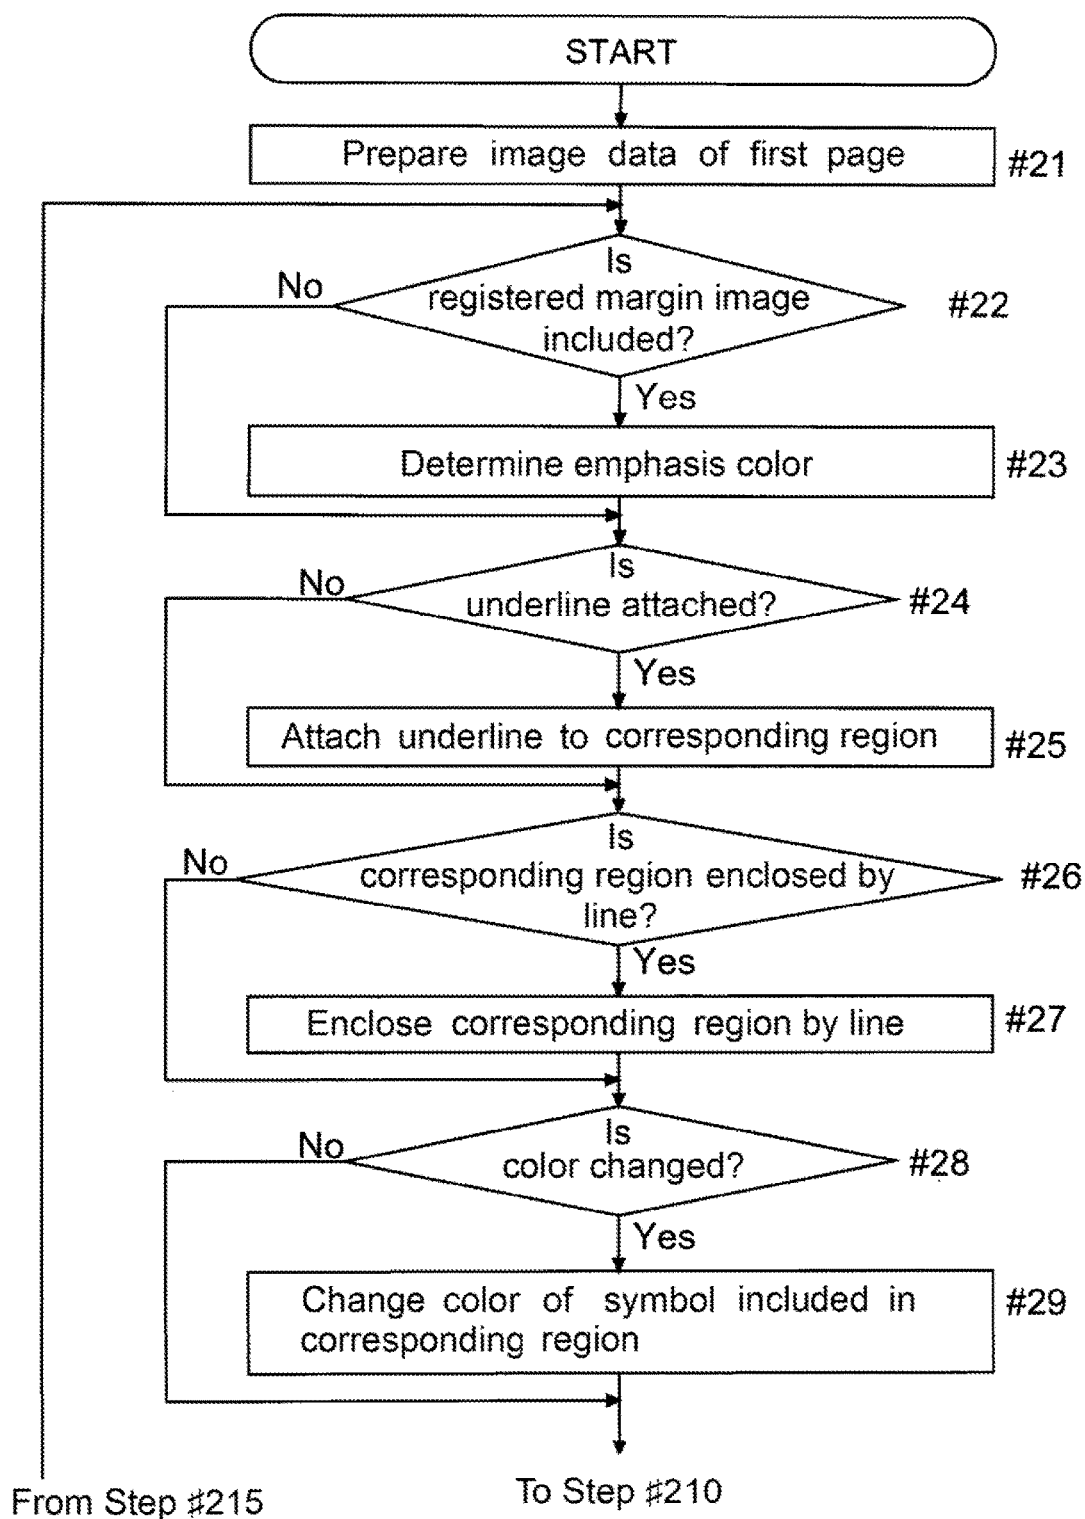 START
Prepare image data of first page
#21
Is
registered margin image
included?
#22
No
Yes
Determine emphasis color
#23
Is
underline attached?
#24
No
Yes
Attach underline to corresponding region
#25
Is
corresponding region enclosed by
line?
#26
No
Yes
Enclose corresponding region by line
#27
Is
color changed?
#28
No
Yes
Change color of symbol included in
corresponding region
#29
From Step ♯215
To Step ♯210